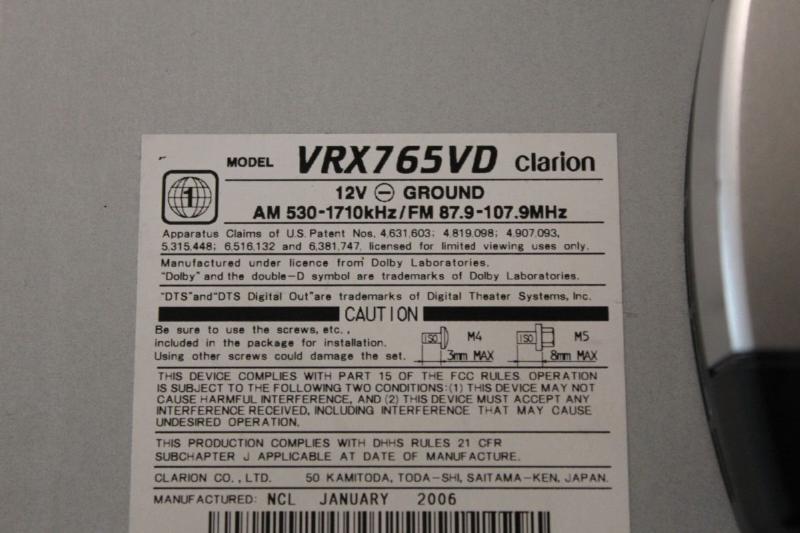 1 MODEL VRX765VD clarion
12V ⊖ GROUND
AM 530-1710kHz/FM 87.9-107.9MHz
Apparatus Claims of U.S. Patent Nos. 4,631,603; 4,819,098; 4,907,093,
5,315,448; 6,516,132 and 6,381,747, licensed for limited viewing uses only.
Manufactured under licence from Dolby Laboratories.
"Dolby" and the double-D symbol are trademarks of Dolby Laboratories.
"DTS" and "DTS Digital Out" are trademarks of Digital Theater Systems, Inc.
CAUTION
Be sure to use the screws, etc.,
included in the package for installation.
Using other screws could damage the set.
ISO M4
3mm MAX
ISO M5
8mm MAX
THIS DEVICE COMPLIES WITH PART 15 OF THE FCC RULES. OPERATION
IS SUBJECT TO THE FOLLOWING TWO CONDITIONS:(1) THIS DEVICE MAY NOT
CAUSE HARMFUL INTERFERENCE, AND (2) THIS DEVICE MUST ACCEPT ANY
INTERFERENCE RECEIVED, INCLUDING INTERFERENCE THAT MAY CAUSE
UNDESIRED OPERATION.
THIS PRODUCTION COMPLIES WITH DHHS RULES 21 CFR
SUBCHAPTER J APPLICABLE AT DATE OF MANUFACTURE.
CLARION CO., LTD. 50 KAMITODA, TODA-SHI, SAITAMA-KEN, JAPAN.
MANUFACTURED: NCL JANUARY 2006